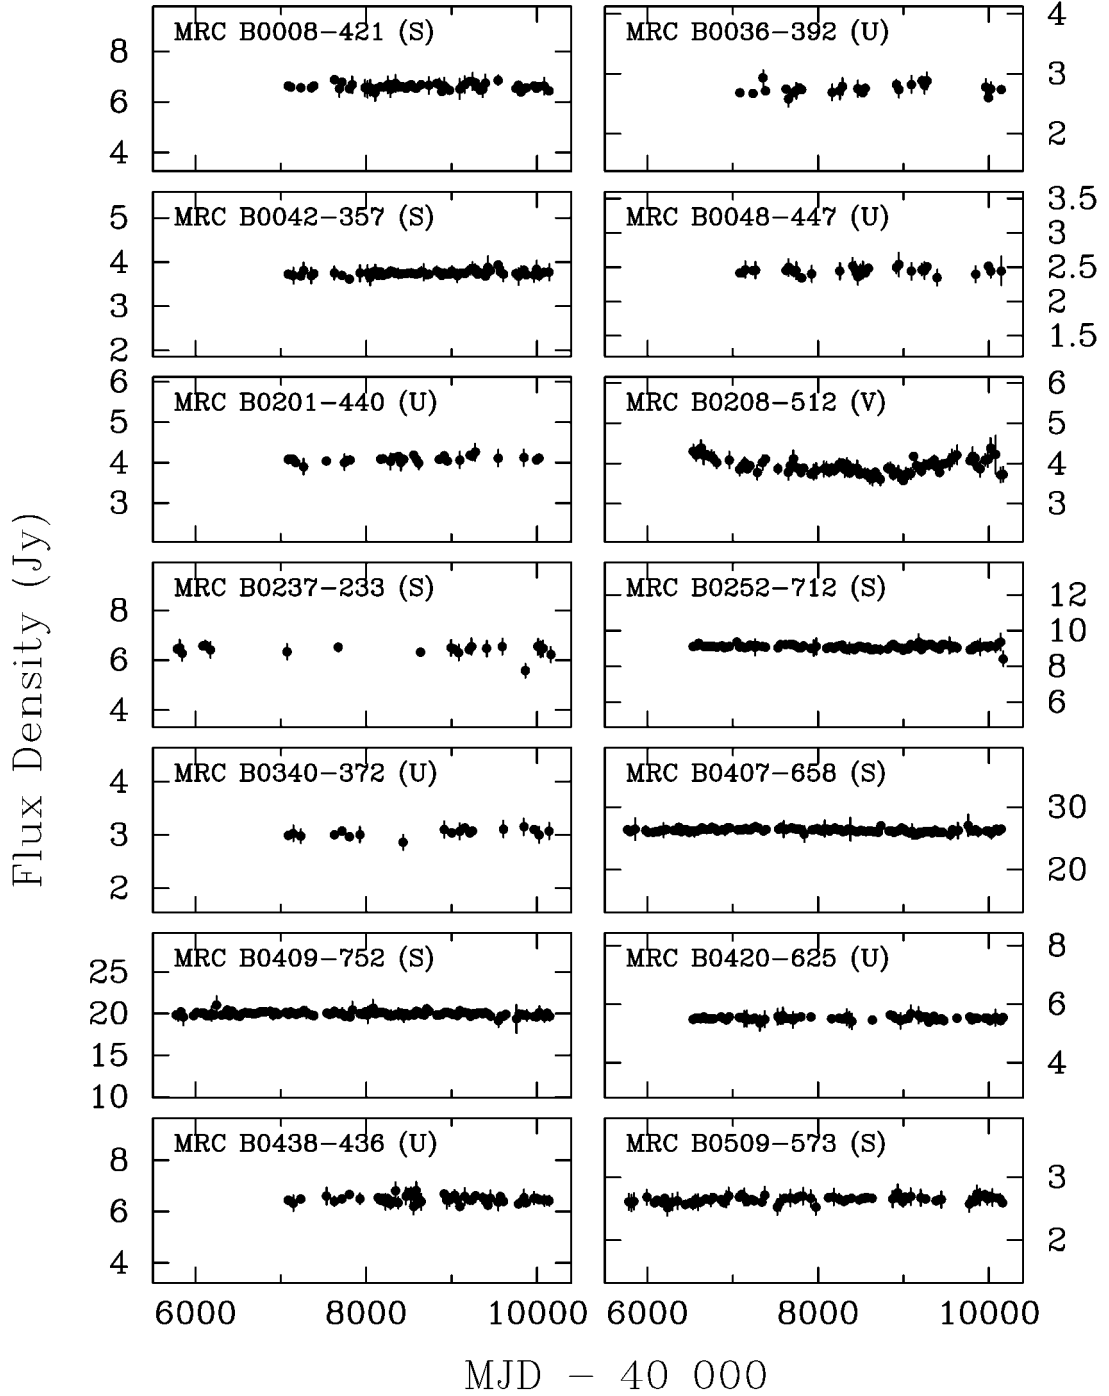 MRC B0008−421 (S)
8
6
4
MRC B0036−392 (U)
4
3
2
MRC B0042−357 (S)
5
4
3
2
MRC B0048−447 (U)
3.5
3
2.5
2
1.5
MRC B0201−440 (U)
6
5
4
3
MRC B0208−512 (V)
6
5
4
3
MRC B0237−233 (S)
8
6
4
MRC B0252−712 (S)
12
10
8
6
MRC B0340−372 (U)
4
3
2
MRC B0407−658 (S)
30
20
MRC B0409−752 (S)
25
20
15
10
MRC B0420−625 (U)
8
6
4
MRC B0438−436 (U)
8
6
4
MRC B0509−573 (S)
3
2
6000 8000 10000
6000 8000 10000
Flux Density (Jy)
MJD − 40 000